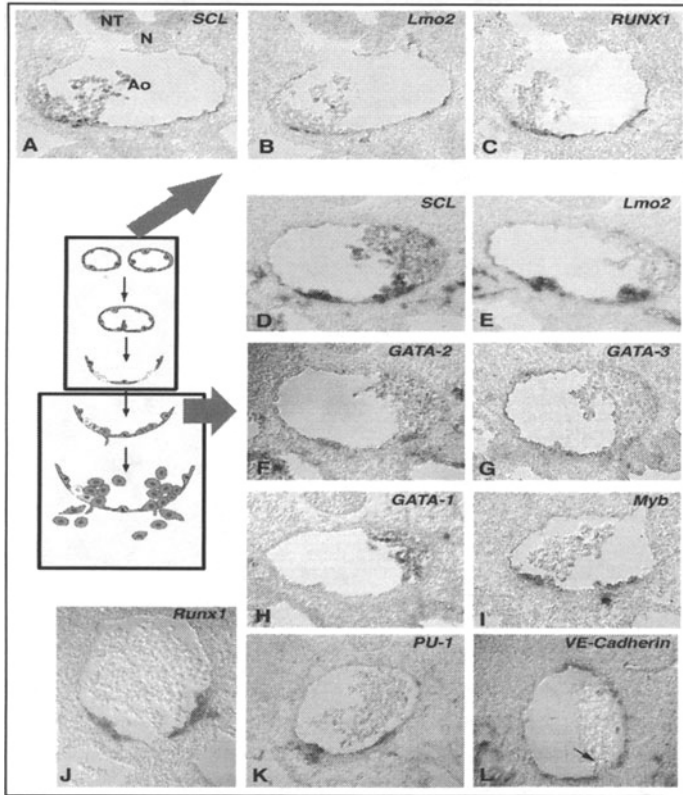 SCL
NT
N
Ao
A
Lmo2
B
RUNX1
C
SCL
D
Lmo2
E
GATA-2
F
GATA-3
G
GATA-1
H
Myb
I
Runx1
J
PU-1
K
VE-Cadherin
L